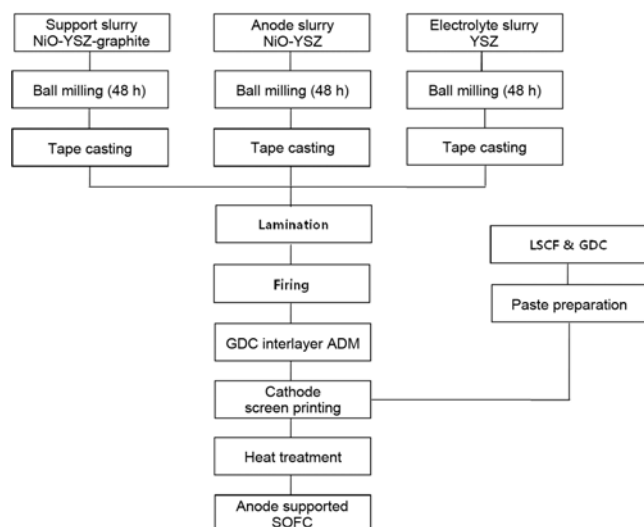 Support slurry
NiO-YSZ-graphite
Anode slurry
NiO-YSZ
Electrolyte slurry
YSZ
Ball milling (48 h)
Ball milling (48 h)
Ball milling (48 h)
Tape casting
Tape casting
Tape casting
Lamination
LSCF & GDC
Firing
Paste preparation
GDC interlayer ADM
Cathode
screen printing
Heat treatment
Anode supported
SOFC